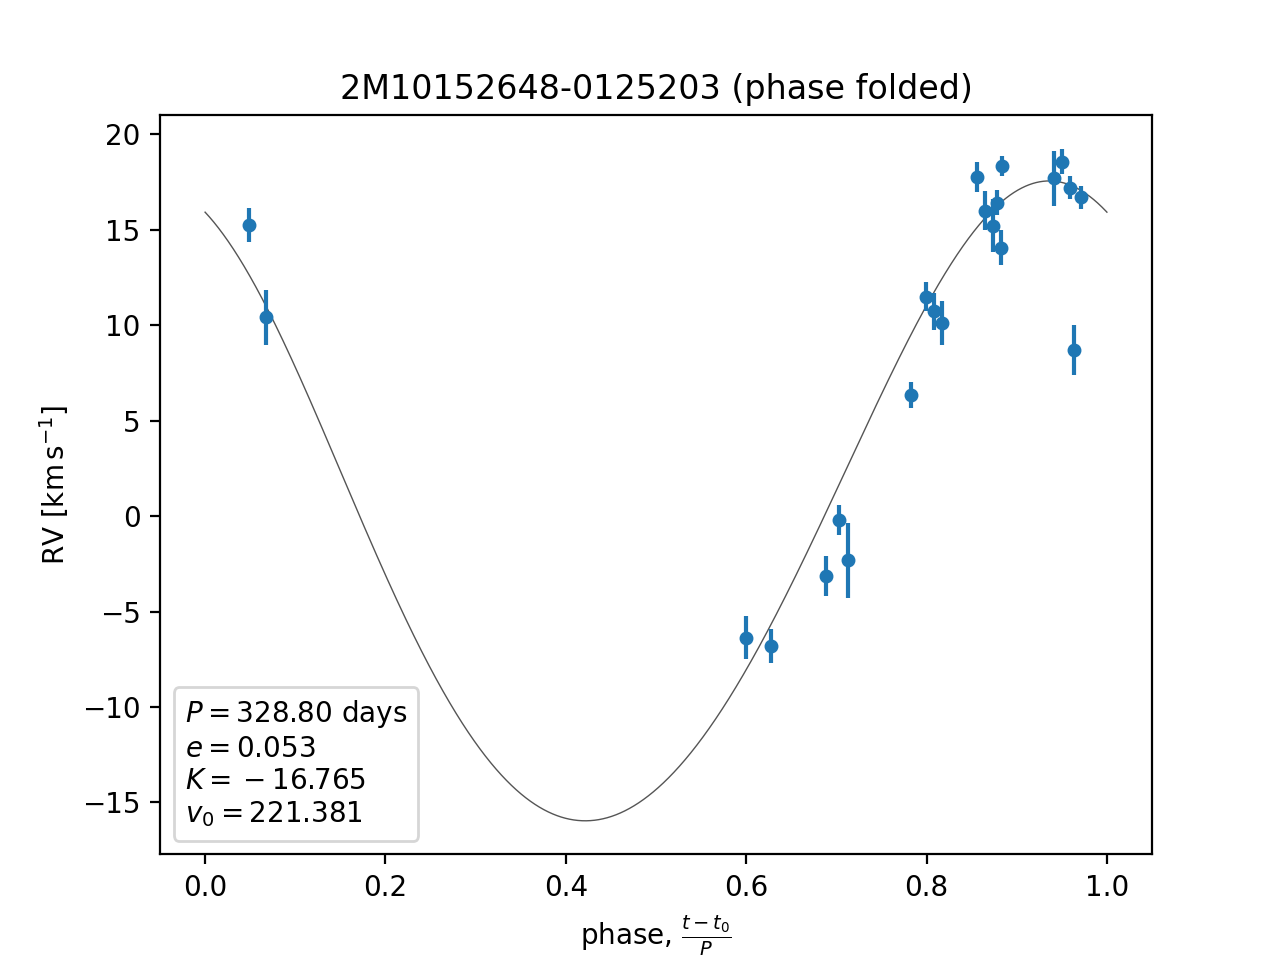 2M10152648-0125203 (phase folded)
20
15
10
5
0
−5
−10
−15
RV [km s⁻¹]
P = 328.80 days
e = 0.053
K = −16.765
v₀ = 221.381
0.0 0.2 0.4 0.6 0.8 1.0
phase, (t − t₀)/P